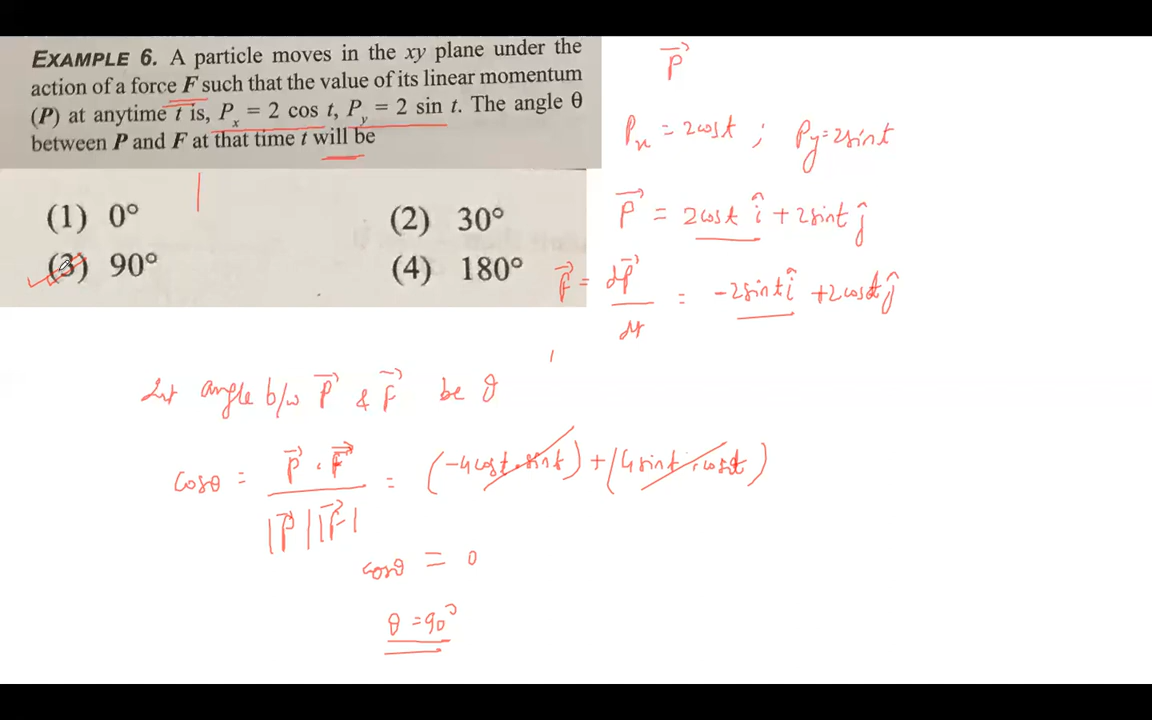 EXAMPLE 6. A particle moves in the xy plane under the
action of a force F such that the value of its linear momentum
(P) at anytime t is, Pₓ = 2 cos t, P_y = 2 sin t. The angle θ
between P and F at that time t will be
(1) 0° (2) 30°
(3) 90° (4) 180°
P⃗
Pₓ = 2cost ; Py = 2sint
P⃗ = 2cost î + 2sint ĵ
F⃗ = dP⃗/dt = -2sint î + 2cost ĵ
Let angle b/w P⃗ & F⃗ be θ
cosθ = P⃗ . F⃗ / |P⃗| |F⃗| = (-4cost.sint) + (4sint.cost)
cosθ = 0
θ = 90°